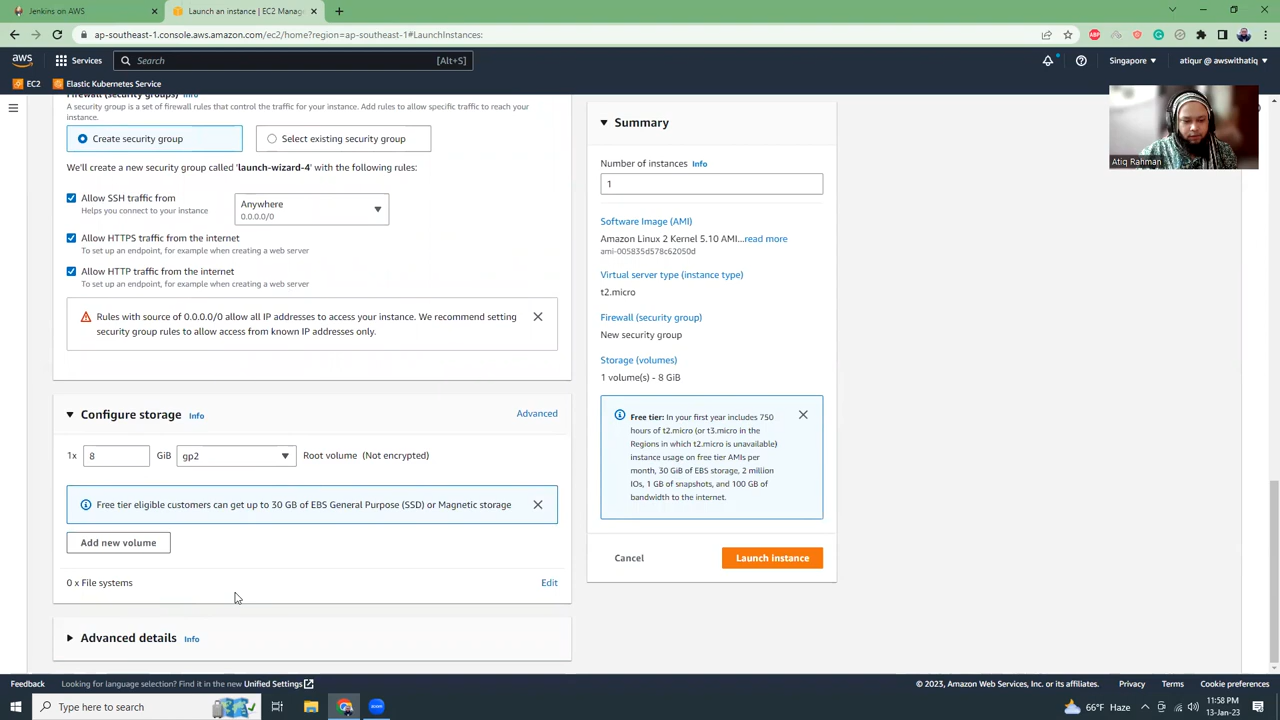 Jenkins on AWS
Launch an instance | EC2 Manag
ap-southeast-1.console.aws.amazon.com/ec2/home?region=ap-southeast-1#LaunchInstances:
aws
Services
Search
[Alt+S]
Singapore
atiqur @ awswithatiq
EC2
Elastic Kubernetes Service
Firewall (security groups) Info
A security group is a set of firewall rules that control the traffic for your instance. Add rules to allow specific traffic to reach your
instance.
Create security group
Select existing security group
We'll create a new security group called 'launch-wizard-4' with the following rules:
Allow SSH traffic from
Helps you connect to your instance
Anywhere
0.0.0.0/0
Allow HTTPS traffic from the internet
To set up an endpoint, for example when creating a web server
Allow HTTP traffic from the internet
To set up an endpoint, for example when creating a web server
Rules with source of 0.0.0.0/0 allow all IP addresses to access your instance. We recommend setting
security group rules to allow access from known IP addresses only.
Configure storage Info
Advanced
1x 8 GiB gp2 Root volume (Not encrypted)
Free tier eligible customers can get up to 30 GB of EBS General Purpose (SSD) or Magnetic storage
Add new volume
0 x File systems
Edit
Advanced details Info
Summary
Number of instances Info
1
Software Image (AMI)
Amazon Linux 2 Kernel 5.10 AMI...read more
ami-005835d578c62050d
Virtual server type (instance type)
t2.micro
Firewall (security group)
New security group
Storage (volumes)
1 volume(s) - 8 GiB
Free tier: In your first year includes 750
hours of t2.micro (or t3.micro in the
Regions in which t2.micro is unavailable)
instance usage on free tier AMIs per
month, 30 GiB of EBS storage, 2 million
IOs, 1 GB of snapshots, and 100 GB of
bandwidth to the internet.
Cancel
Launch instance
Atiq Rahman
Feedback
Looking for language selection? Find it in the new Unified Settings
© 2023, Amazon Web Services, Inc. or its affiliates.
Privacy
Terms
Cookie preferences
Type here to search
zoom
66°F Haze
11:58 PM
13-Jan-23